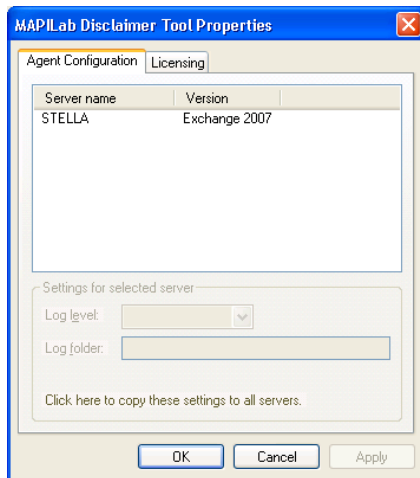 MAPILab Disclaimer Tool Properties
Agent Configuration Licensing
Server name Version
STELLA Exchange 2007
Settings for selected server
Log level:
Log folder:
Click here to copy these settings to all servers.
OK Cancel Apply